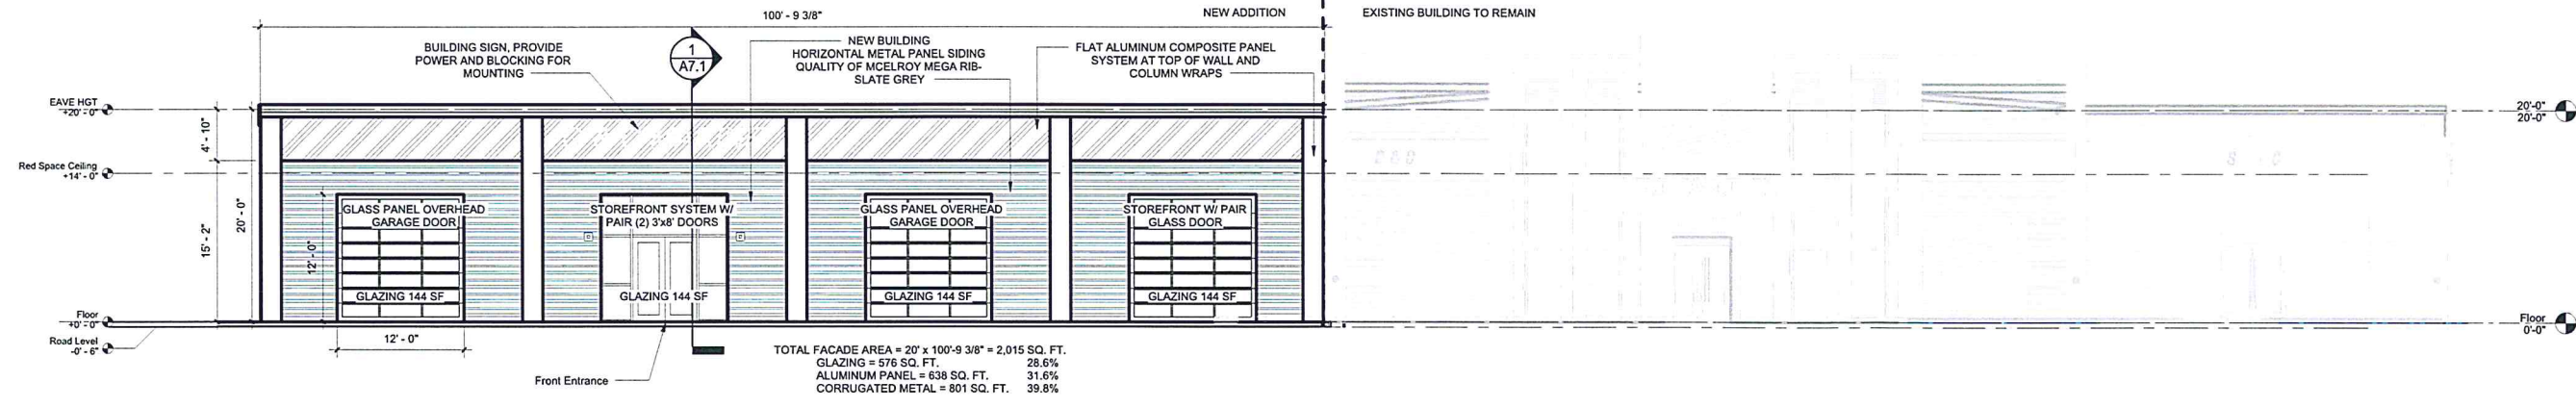 100' - 9 3/8"
NEW ADDITION
EXISTING BUILDING TO REMAIN
BUILDING SIGN, PROVIDE
POWER AND BLOCKING FOR
MOUNTING
1
A7.1
NEW BUILDING
HORIZONTAL METAL PANEL SIDING
QUALITY OF MCELROY MEGA RIB-
SLATE GREY
FLAT ALUMINUM COMPOSITE PANEL
SYSTEM AT TOP OF WALL AND
COLUMN WRAPS
EAVE HGT
+20' - 0"
20'-0"
20'-0"
4' - 10"
Red Space Ceiling
+14' - 0"
15' - 2"
20' - 0"
12' - 0"
GLASS PANEL OVERHEAD
GARAGE DOOR
STOREFRONT SYSTEM W/
PAIR (2) 3'x8' DOORS
GLASS PANEL OVERHEAD
GARAGE DOOR
STOREFRONT W/ PAIR
GLASS DOOR
GLAZING 144 SF
GLAZING 144 SF
GLAZING 144 SF
GLAZING 144 SF
Floor
+0' - 0"
Floor
0'-0"
Road Level
-0' - 6"
12' - 0"
Front Entrance
TOTAL FACADE AREA = 20' x 100'-9 3/8" = 2,015 SQ. FT.
GLAZING = 576 SQ. FT. 28.6%
ALUMINUM PANEL = 638 SQ. FT. 31.6%
CORRUGATED METAL = 801 SQ. FT. 39.8%